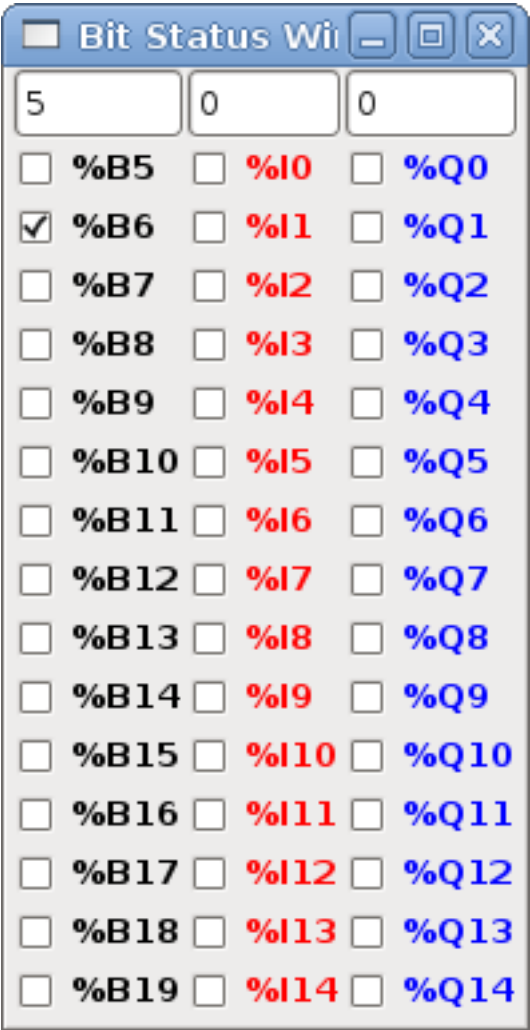 Bit Status Wi
5 0 0
%B5 %I0 %Q0
%B6 %I1 %Q1
%B7 %I2 %Q2
%B8 %I3 %Q3
%B9 %I4 %Q4
%B10 %I5 %Q5
%B11 %I6 %Q6
%B12 %I7 %Q7
%B13 %I8 %Q8
%B14 %I9 %Q9
%B15 %I10 %Q10
%B16 %I11 %Q11
%B17 %I12 %Q12
%B18 %I13 %Q13
%B19 %I14 %Q14